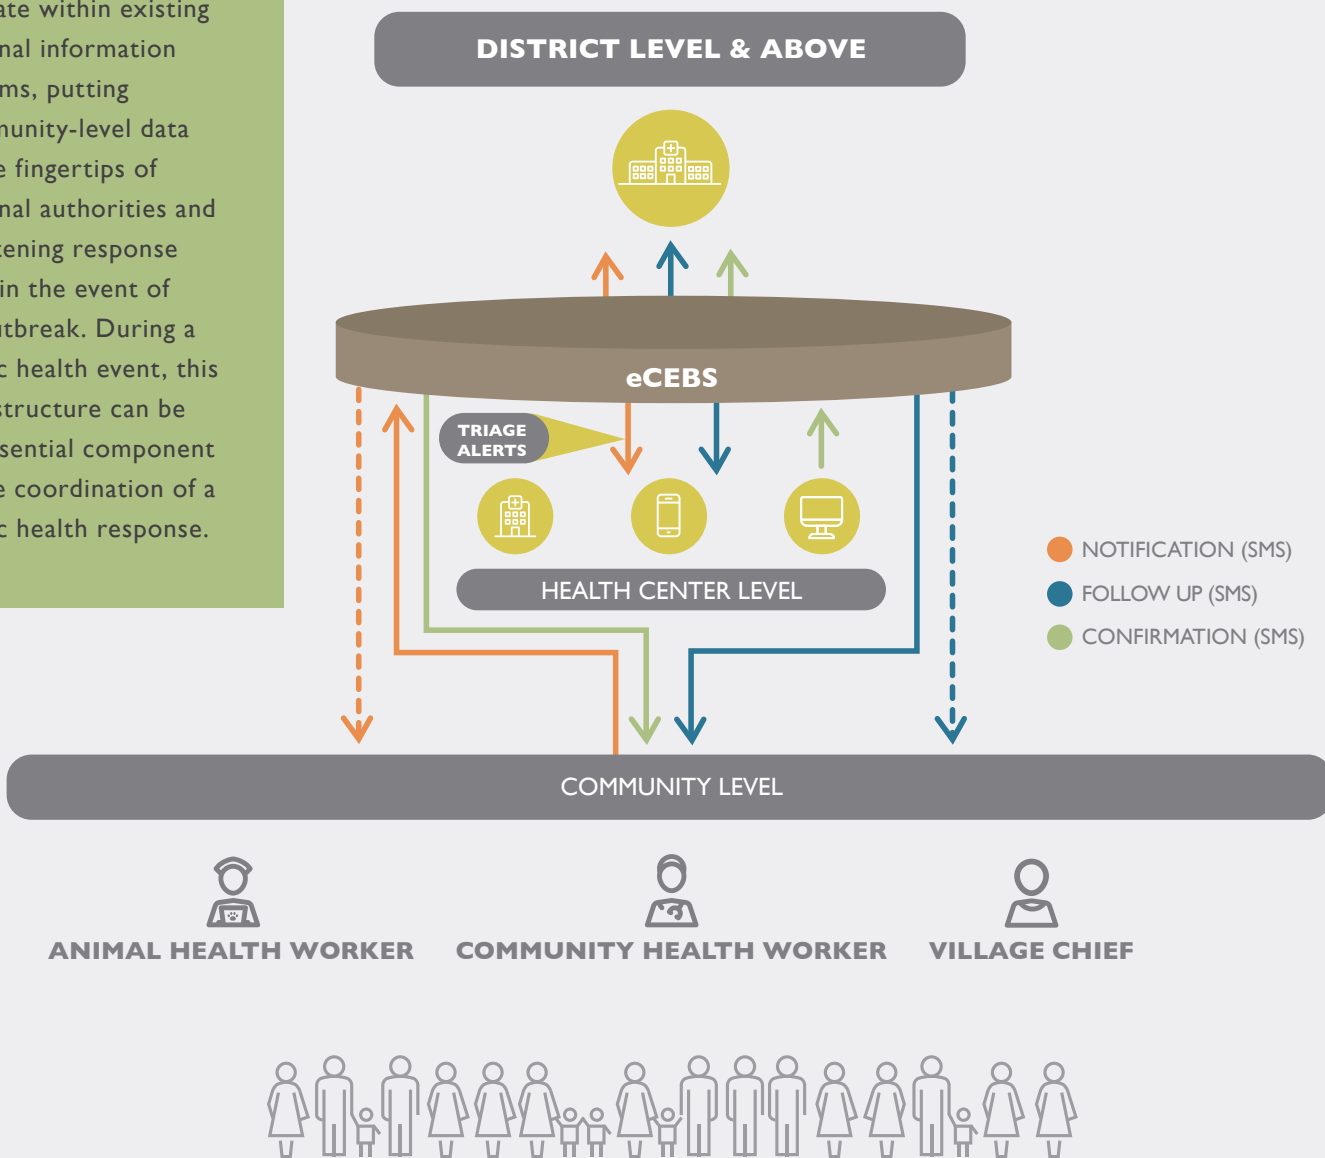 ate within existing
nal information
ms, putting
munity-level data
e fingertips of
nal authorities and
tening response
in the event of
utbreak. During a
c health event, this
structure can be
sential component
e coordination of a
c health response.
DISTRICT LEVEL & ABOVE
eCEBS
TRIAGE
ALERTS
HEALTH CENTER LEVEL
NOTIFICATION (SMS)
FOLLOW UP (SMS)
CONFIRMATION (SMS)
COMMUNITY LEVEL
ANIMAL HEALTH WORKER
COMMUNITY HEALTH WORKER
VILLAGE CHIEF